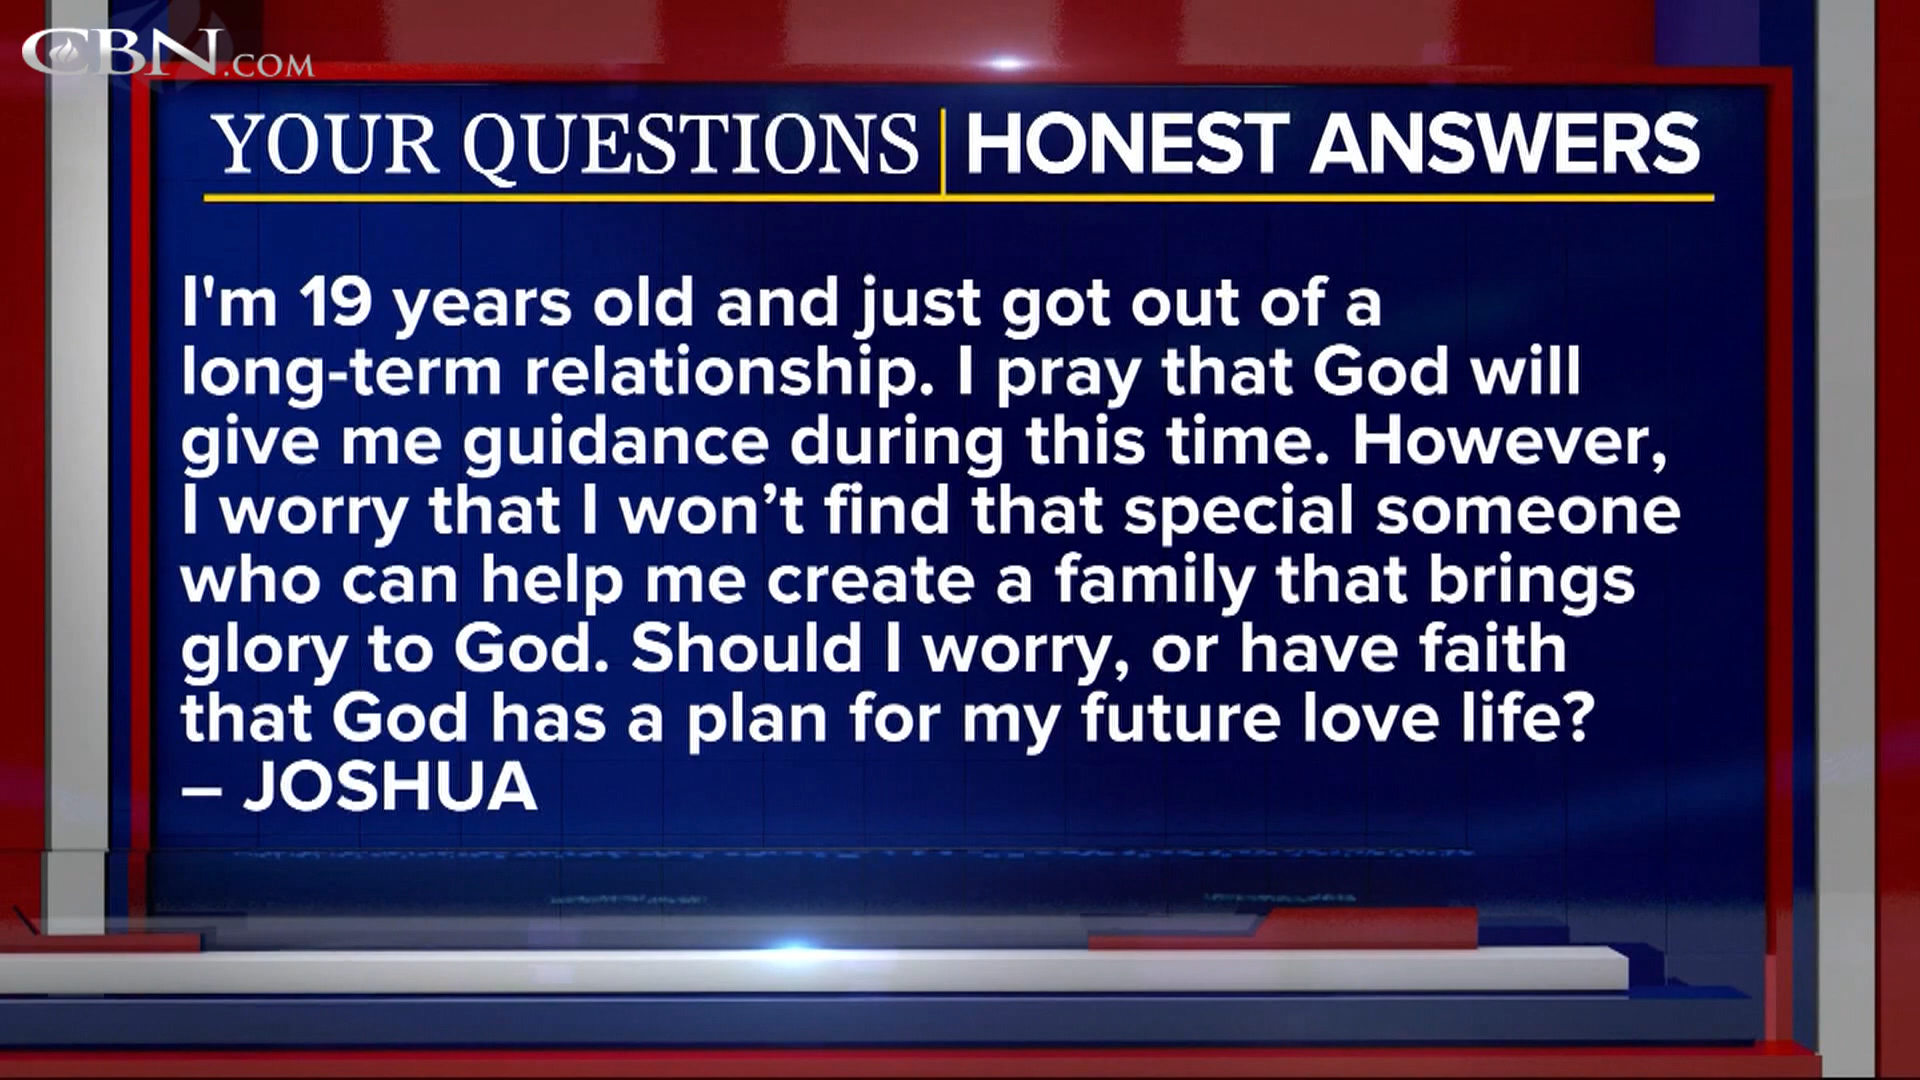 CBN.COM
YOUR QUESTIONS | HONEST ANSWERS
I'm 19 years old and just got out of a
long-term relationship. I pray that God will
give me guidance during this time. However,
I worry that I won’t find that special someone
who can help me create a family that brings
glory to God. Should I worry, or have faith
that God has a plan for my future love life?
– JOSHUA